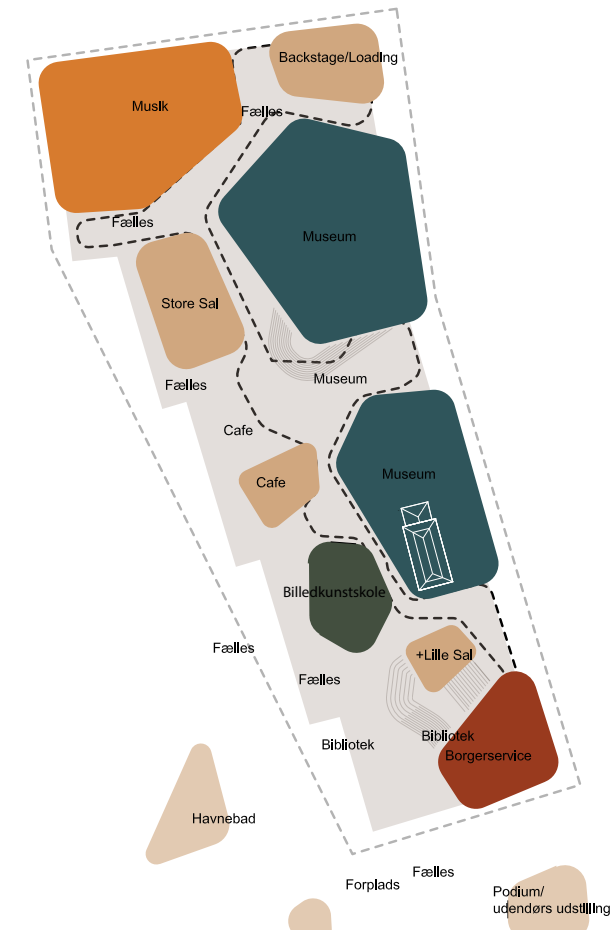 Backstage/Loading
Musik
Fælles
Fælles
Museum
Store Sal
Museum
Fælles
Cafe
Museum
Cafe
Billedkunstskole
Fælles
+Lille Sal
Fælles
Bibliotek
Bibliotek
Borgerservice
Havnebad
Fælles
Forplads
Podium/
udendørs udstilling